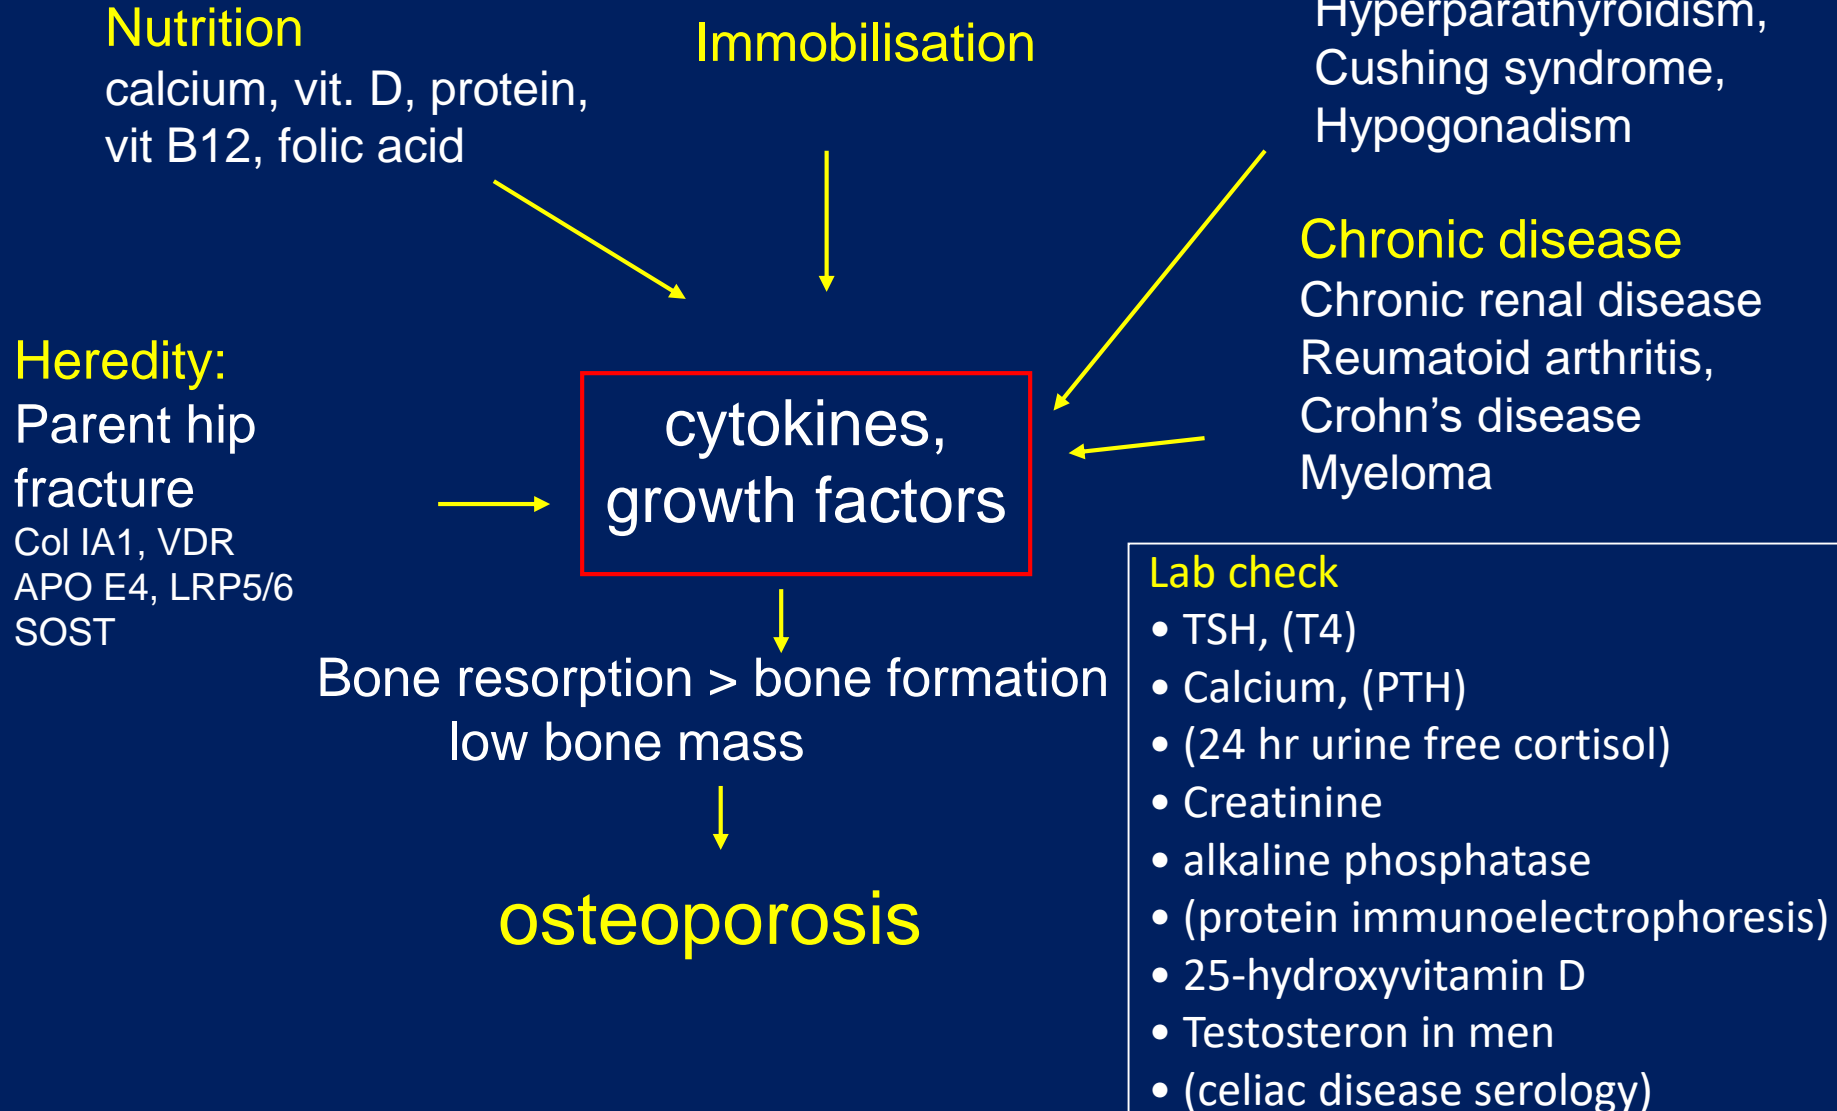 Nutrition
calcium, vit. D, protein,
vit B12, folic acid
Immobilisation
Hyperparathyroidism,
Cushing syndrome,
Hypogonadism
Chronic disease
Chronic renal disease
Reumatoid arthritis,
Crohn’s disease
Myeloma
Heredity:
Parent hip
fracture
Col IA1, VDR
APO E4, LRP5/6
SOST
cytokines,
growth factors
Bone resorption > bone formation
low bone mass
osteoporosis
Lab check
• TSH, (T4)
• Calcium, (PTH)
• (24 hr urine free cortisol)
• Creatinine
• alkaline phosphatase
• (protein immunoelectrophoresis)
• 25-hydroxyvitamin D
• Testosteron in men
• (celiac disease serology)